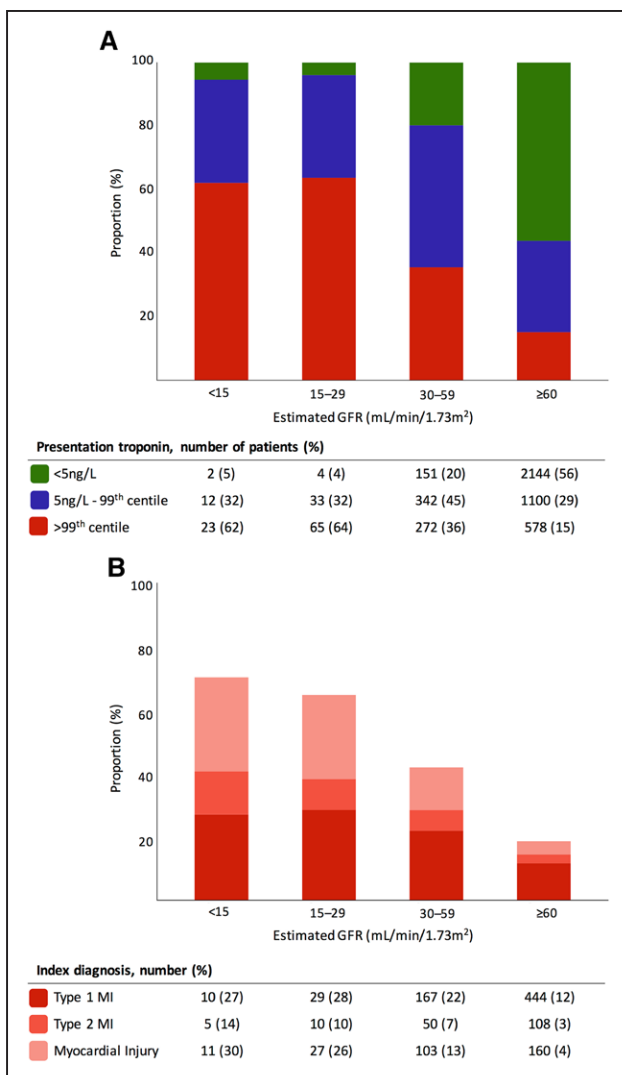 A
100
80
60
40
20
Proportion (%)
<15 15–29 30–59 ≥60
Estimated GFR (mL/min/1.73m²)
Presentation troponin, number of patients (%)
<5ng/L 2 (5) 4 (4) 151 (20) 2144 (56)
5ng/L - 99th centile 12 (32) 33 (32) 342 (45) 1100 (29)
>99th centile 23 (62) 65 (64) 272 (36) 578 (15)
B
100
80
60
40
20
Proportion (%)
<15 15–29 30–59 ≥60
Estimated GFR (mL/min/1.73m²)
Index diagnosis, number (%)
Type 1 MI 10 (27) 29 (28) 167 (22) 444 (12)
Type 2 MI 5 (14) 10 (10) 50 (7) 108 (3)
Myocardial Injury 11 (30) 27 (26) 103 (13) 160 (4)